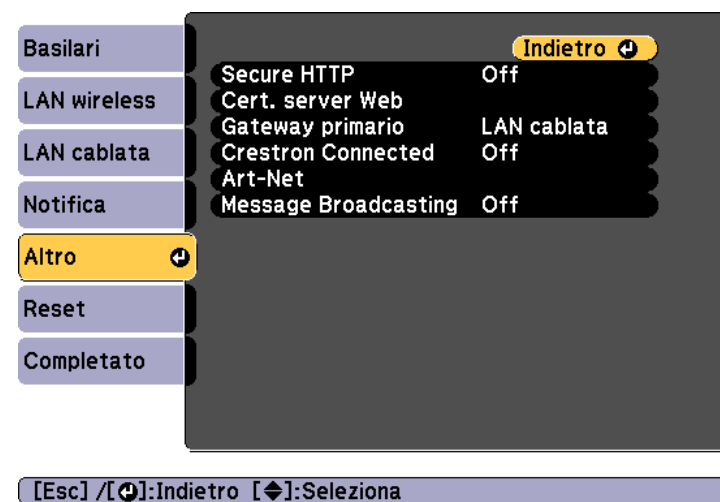 Basilari
LAN wireless
LAN cablata
Notifica
Altro
Reset
Completato
Indietro
Secure HTTP Off
Cert. server Web
Gateway primario LAN cablata
Crestron Connected Off
Art-Net
Message Broadcasting Off
[Esc] /[⏎]:Indietro [◆]:Seleziona